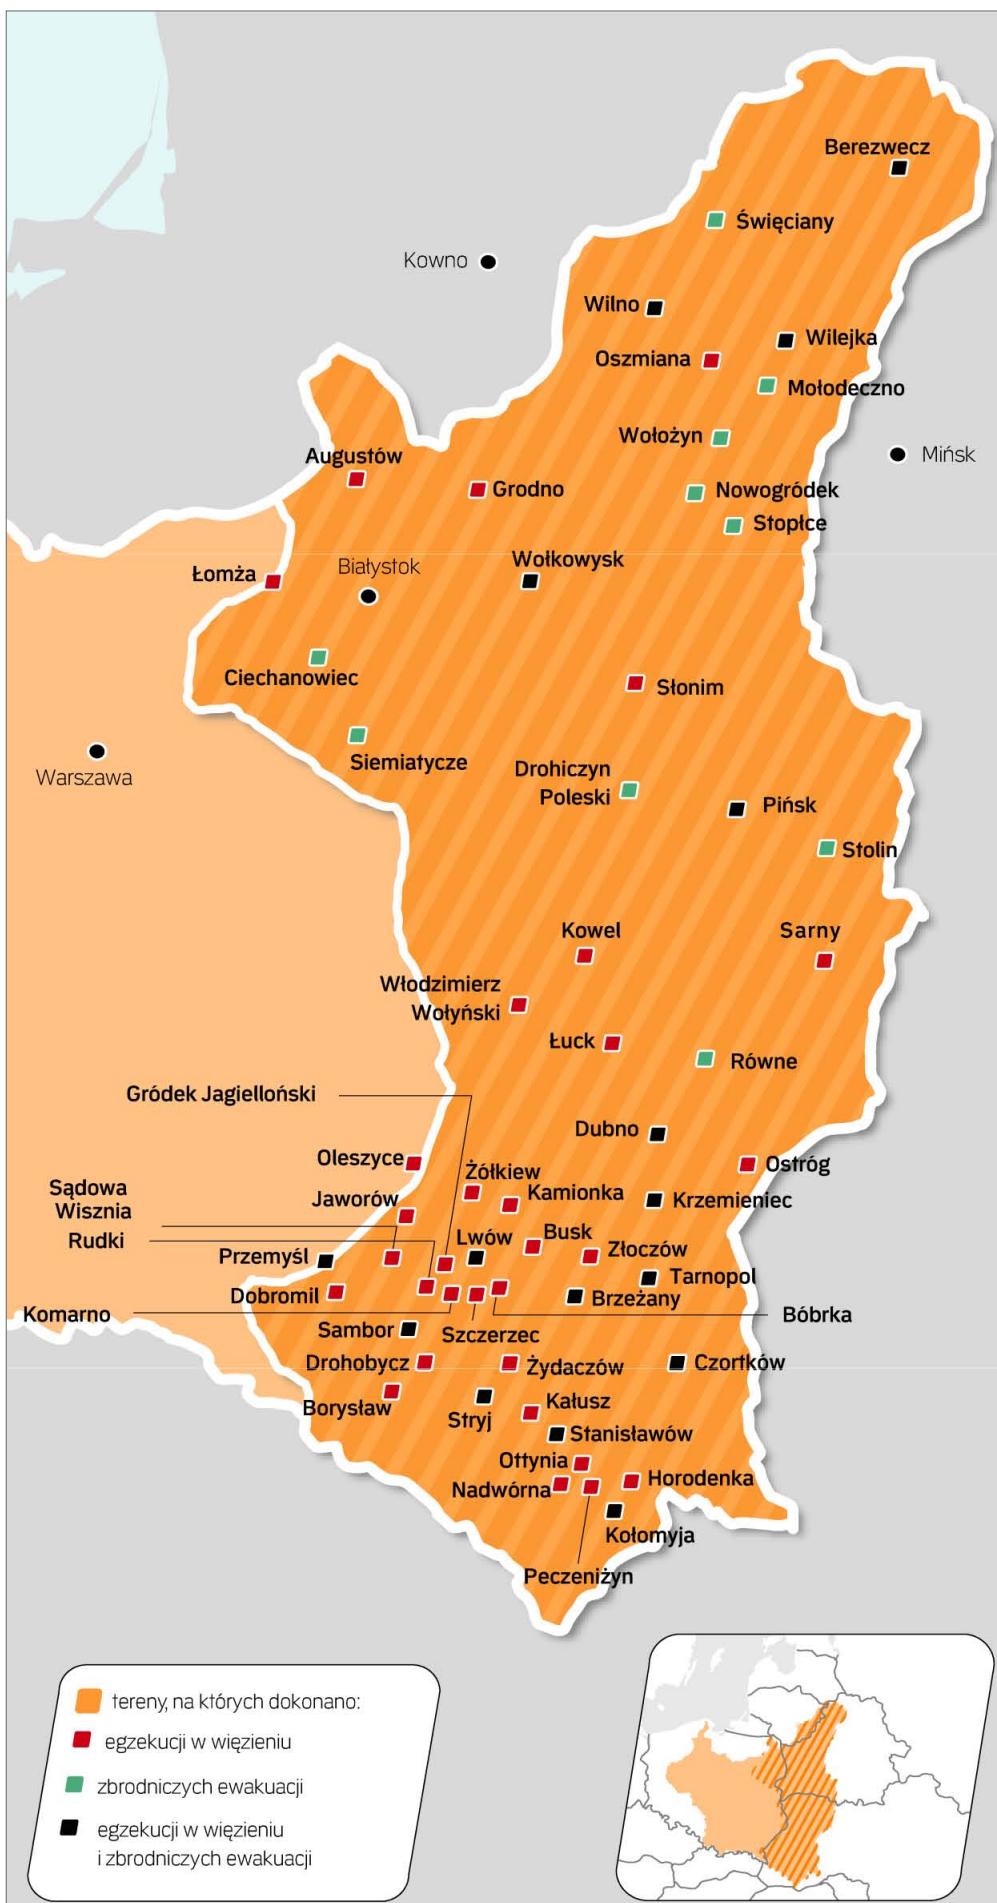 Berezwecz
Święciany
Kowno
Wilno
Wilejka
Oszmiana
Mołodeczno
Wołożyn
Mińsk
Augustów
Grodno
Nowogródek
Stopłce
Łomża
Białystok
Wołkowysk
Ciechanowiec
Słonim
Siemiatycze
Warszawa
Drohiczyn
Poleski
Pińsk
Stolin
Kowel
Sarny
Włodzimierz
Wołyński
Łuck
Równe
Gródek Jagielloński
Dubno
Oleszyce
Ostróg
Żółkiew
Sądowa
Wisznia
Jaworów
Kamionka
Krzemieniec
Rudki
Lwów
Busk
Przemyśl
Złoczów
Tarnopol
Dobromil
Brzeżany
Komarno
Bóbrka
Sambor
Szczerzec
Drohobycz
Żydaczów
Czortków
Borysław
Kałusz
Stryj
Stanisławów
Ottynia
Nadwórna
Horodenka
Kołomyja
Peczeniżyn
tereny, na których dokonano:
egzekucji w więzieniu
zbrodniczych ewakuacji
egzekucji w więzieniu
i zbrodniczych ewakuacji